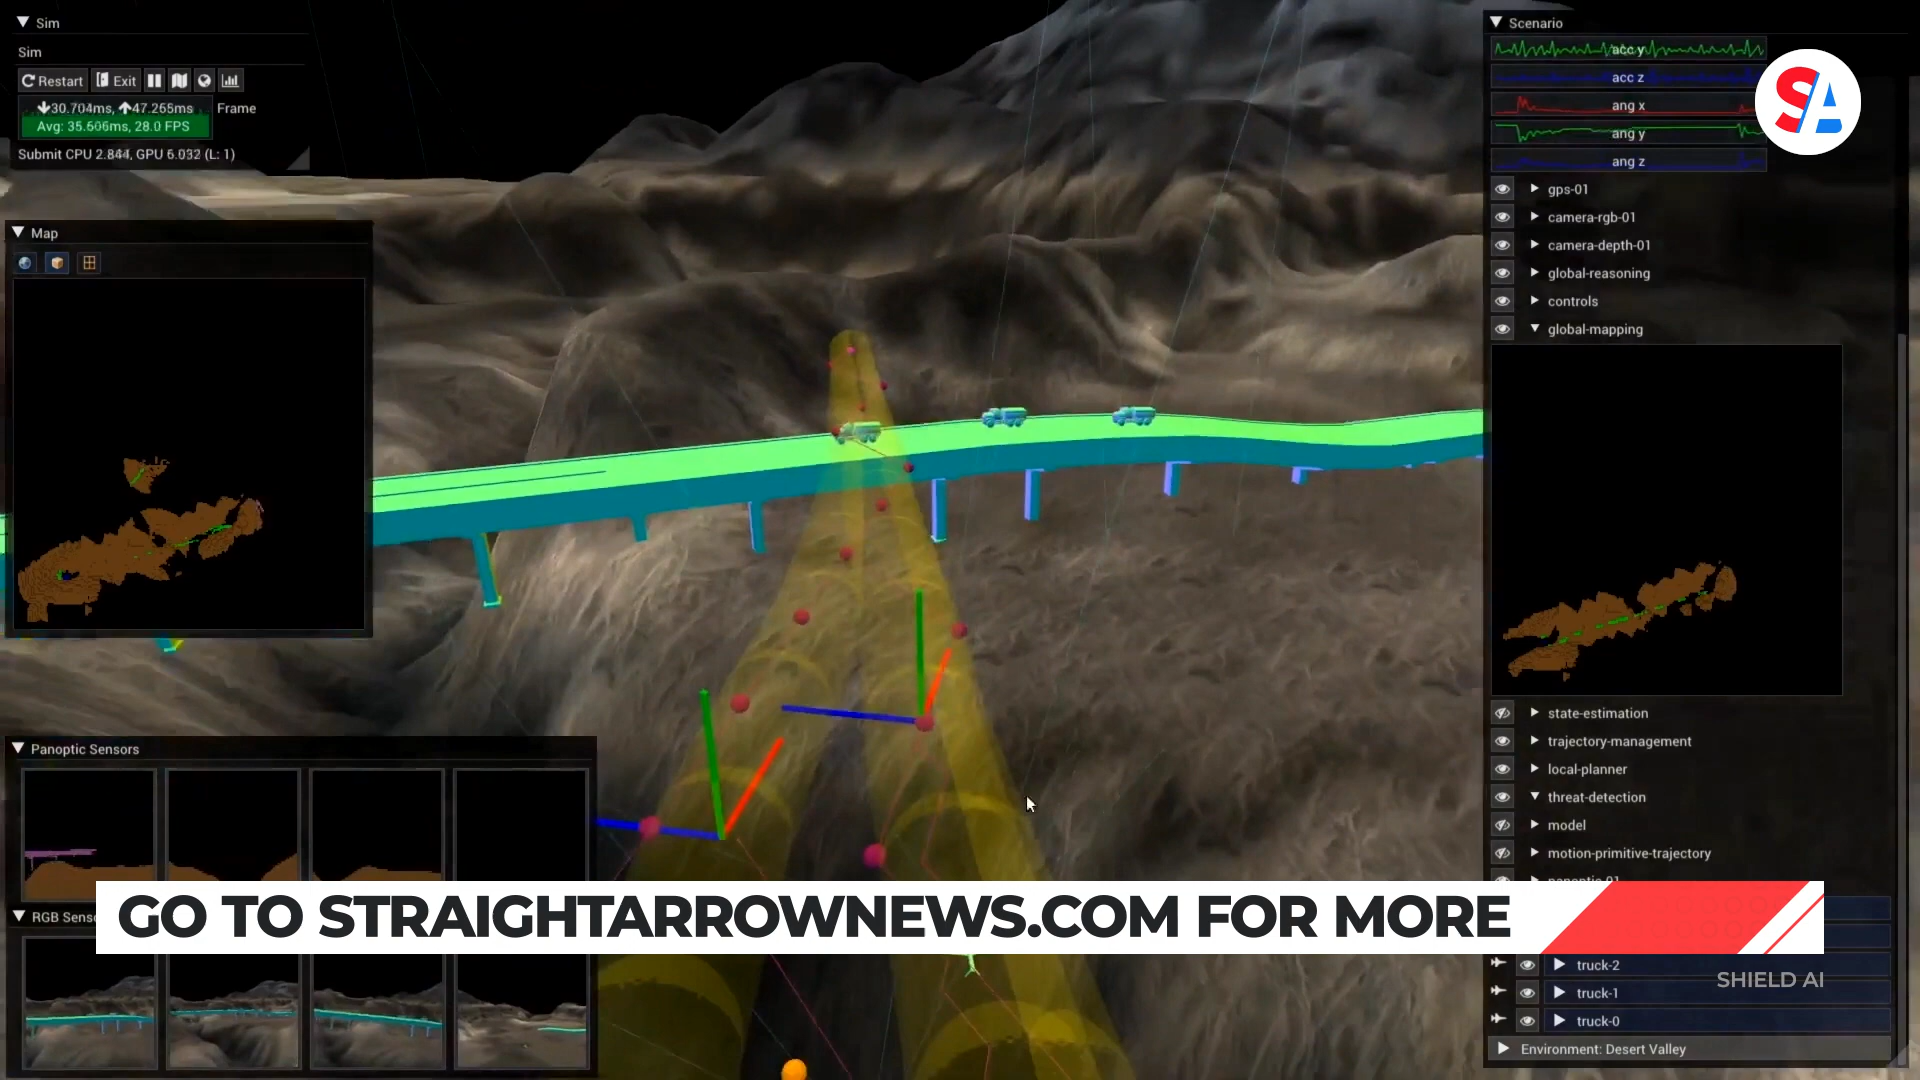 Sim
Sim
Restart
Exit
30.704ms, 47.265ms
Frame
Avg: 35.606ms, 28.0 FPS
Submit CPU 2.844, GPU 6.032 (L: 1)
Map
Panoptic Sensors
RGB Senso
Scenario
acc y
acc z
ang x
ang y
ang z
SA
gps-01
camera-rgb-01
camera-depth-01
global-reasoning
controls
global-mapping
state-estimation
trajectory-management
local-planner
threat-detection
model
motion-primitive-trajectory
GO TO STRAIGHTARROWNEWS.COM FOR MORE
truck-2
SHIELD AI
truck-1
truck-0
Environment: Desert Valley